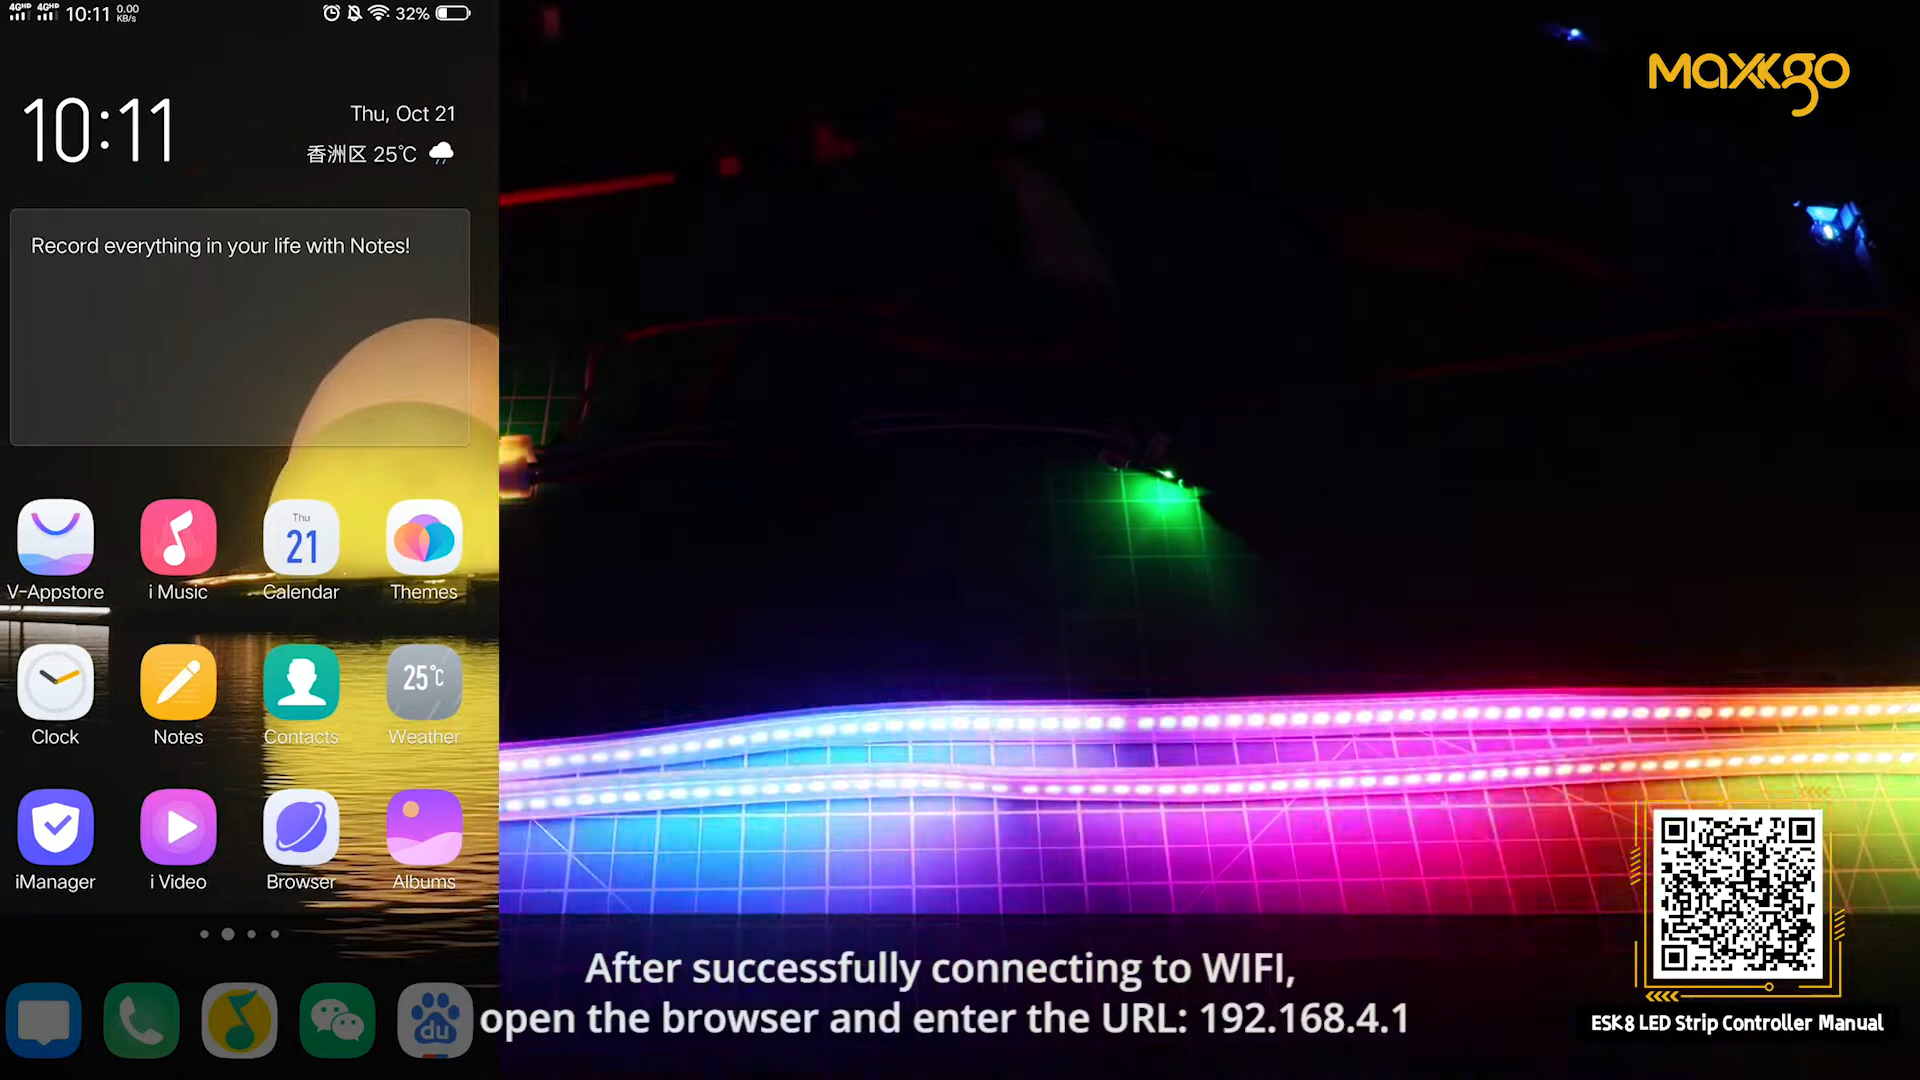 4GHD 4GHD 10:11 0.00 KB/s 32%
10:11
Thu, Oct 21
香洲区 25℃
Record everything in your life with Notes!
Thu
21
V-Appstore i Music Calendar Themes
25℃
Clock Notes Contacts Weather
iManager i Video Browser Albums
du
MAXKgo
After successfully connecting to WIFI,
open the browser and enter the URL: 192.168.4.1
ESK8 LED Strip Controller Manual